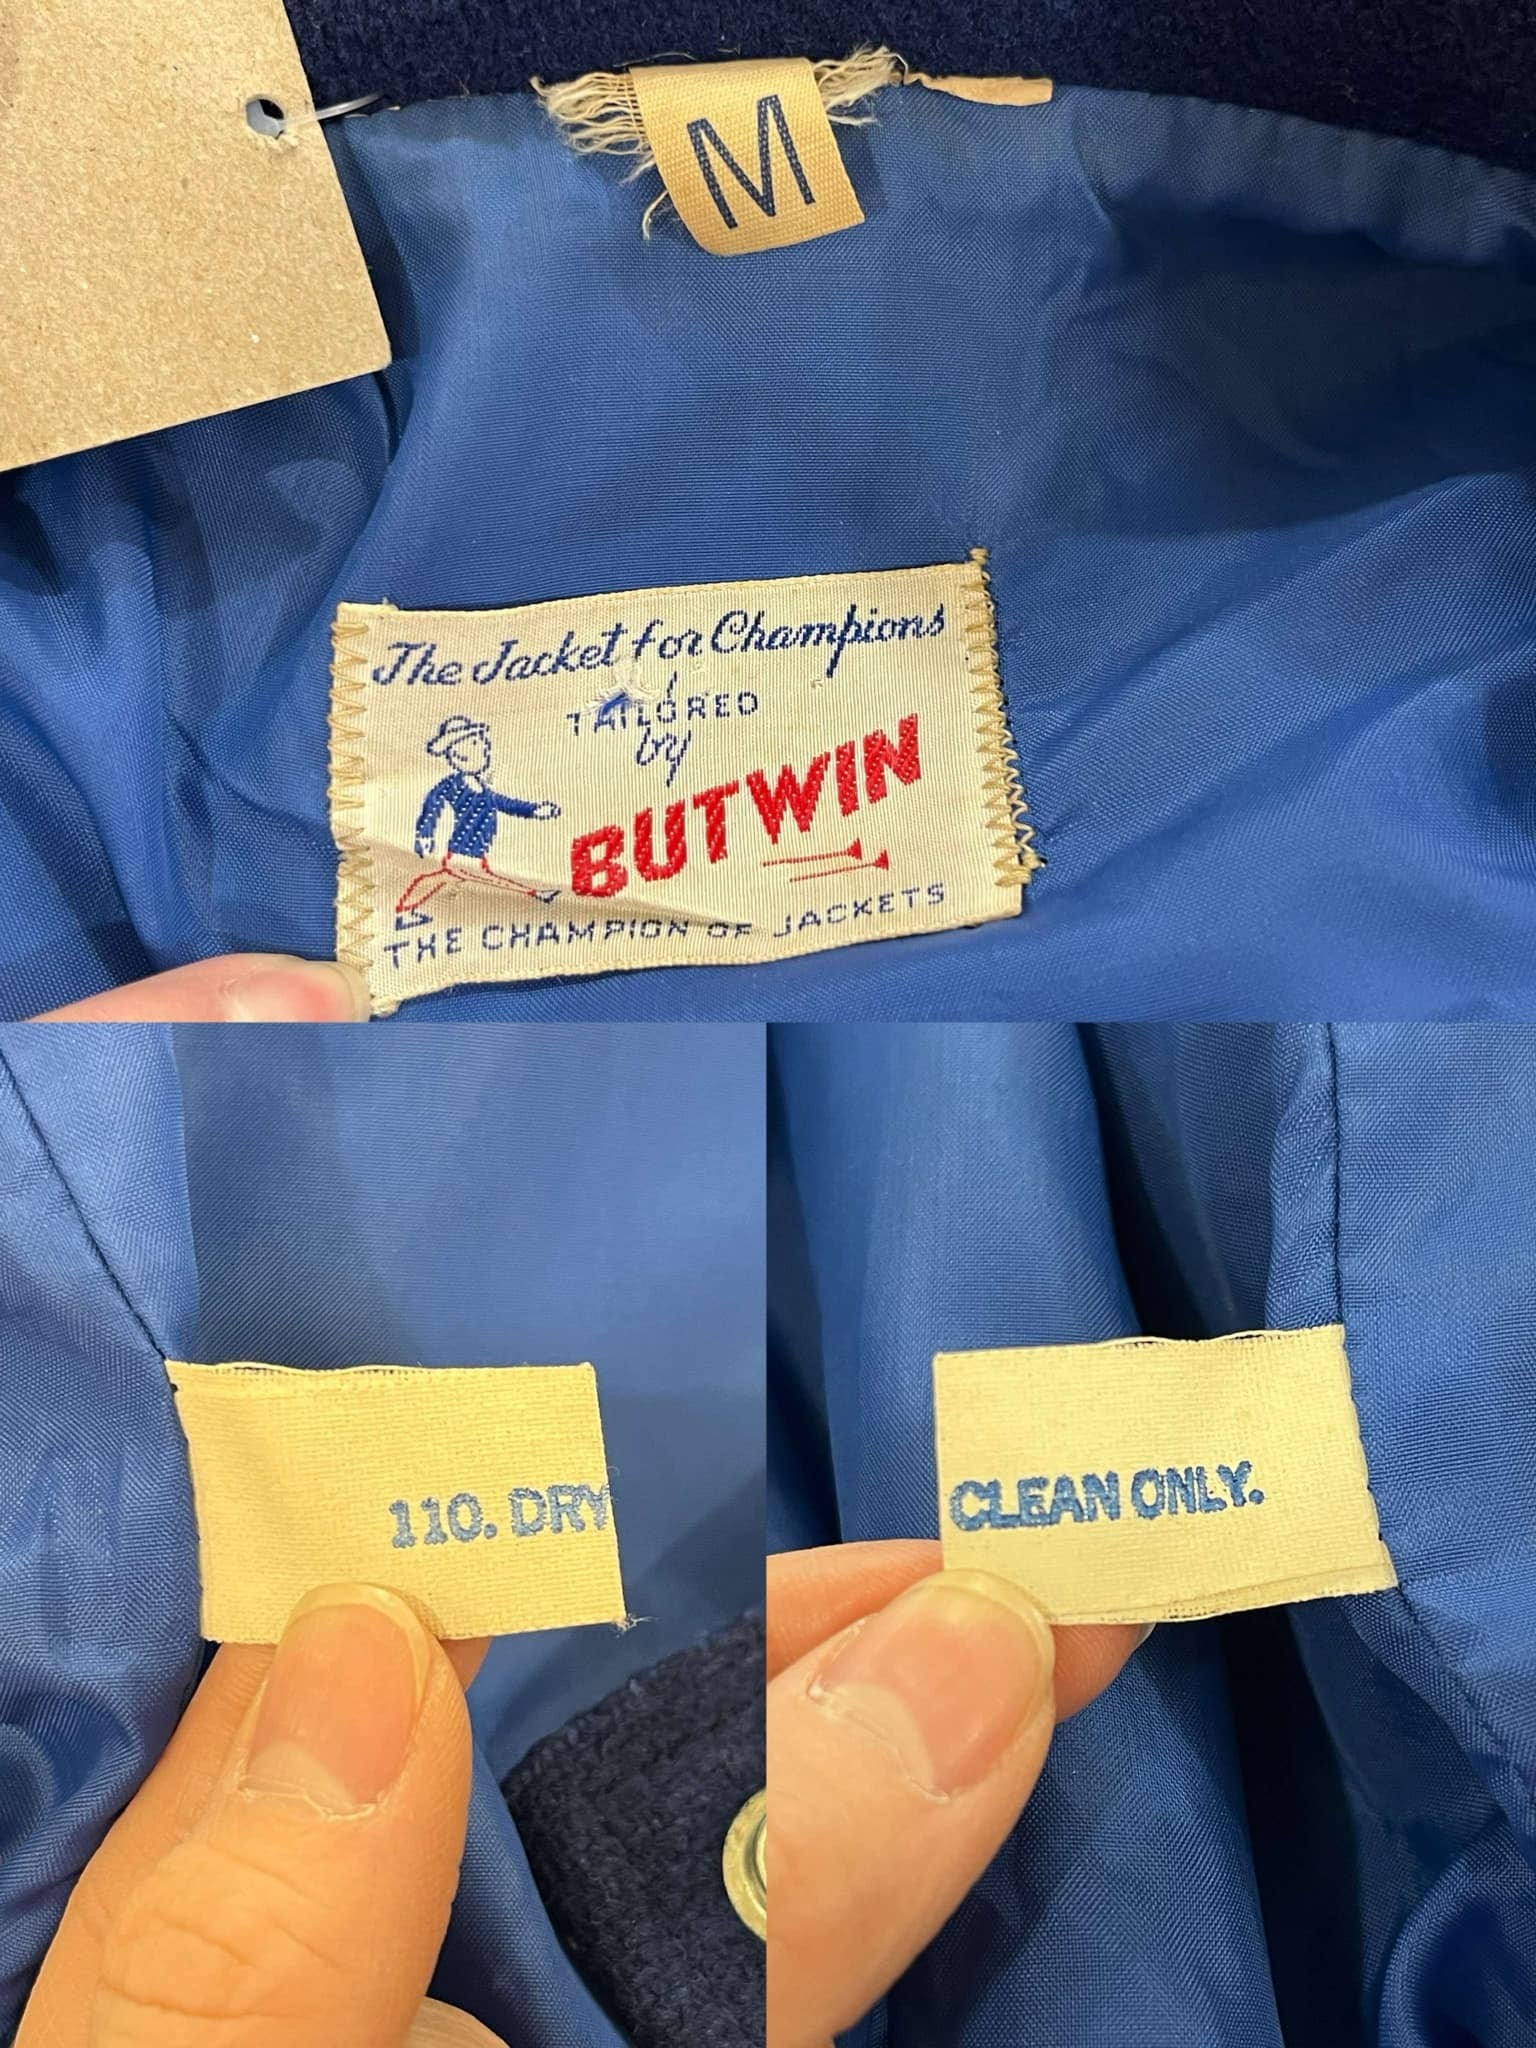 M
The Jacket for Champions
TAILORED
by
BUTWIN
THE CHAMPION OF JACKETS
110. DRY
CLEAN ONLY.